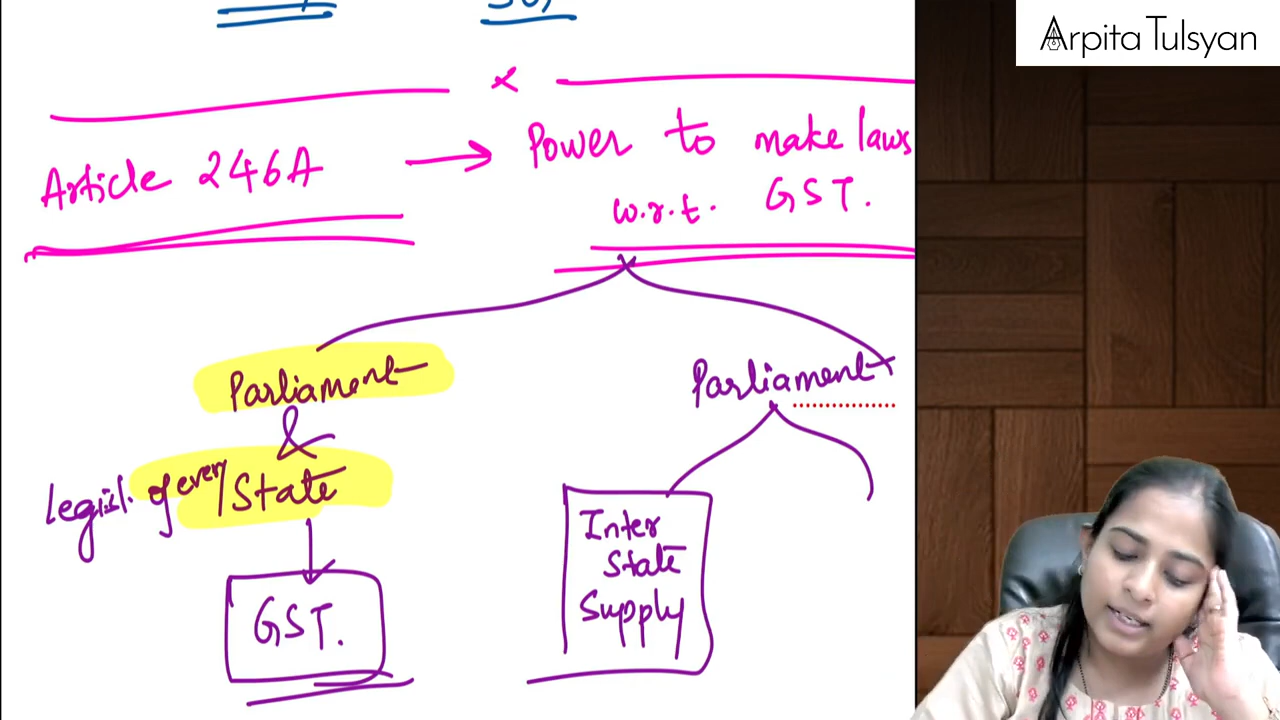 Arpita Tulsyan
Article 246A → Power to make laws
w.r.t. GST.
Parliament
&
legisl. of every/State
GST.
Parliament
Inter
State
Supply